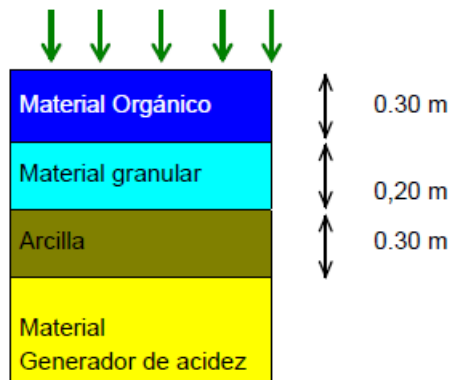 Material Orgánico
0.30 m
Material granular
0,20 m
Arcilla
0.30 m
Material
Generador de acidez